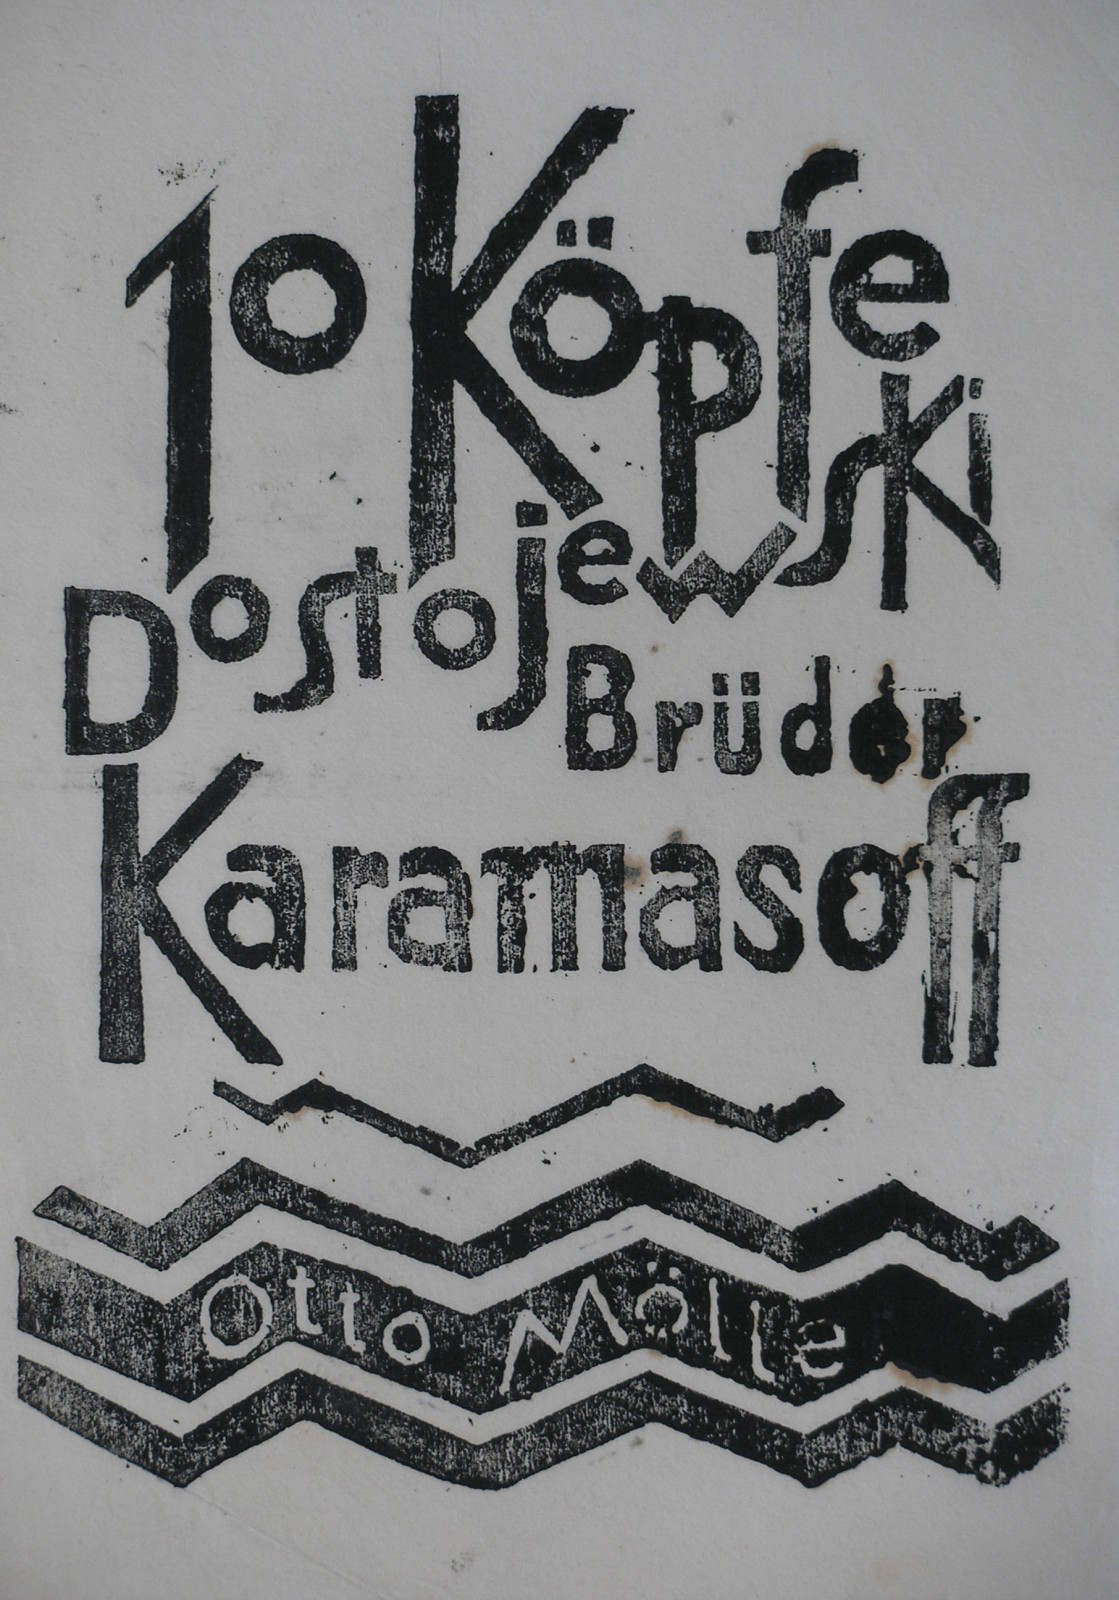 10 Köpfe
Dostojewski
Brüder
Karamasoff
Otto Mölle